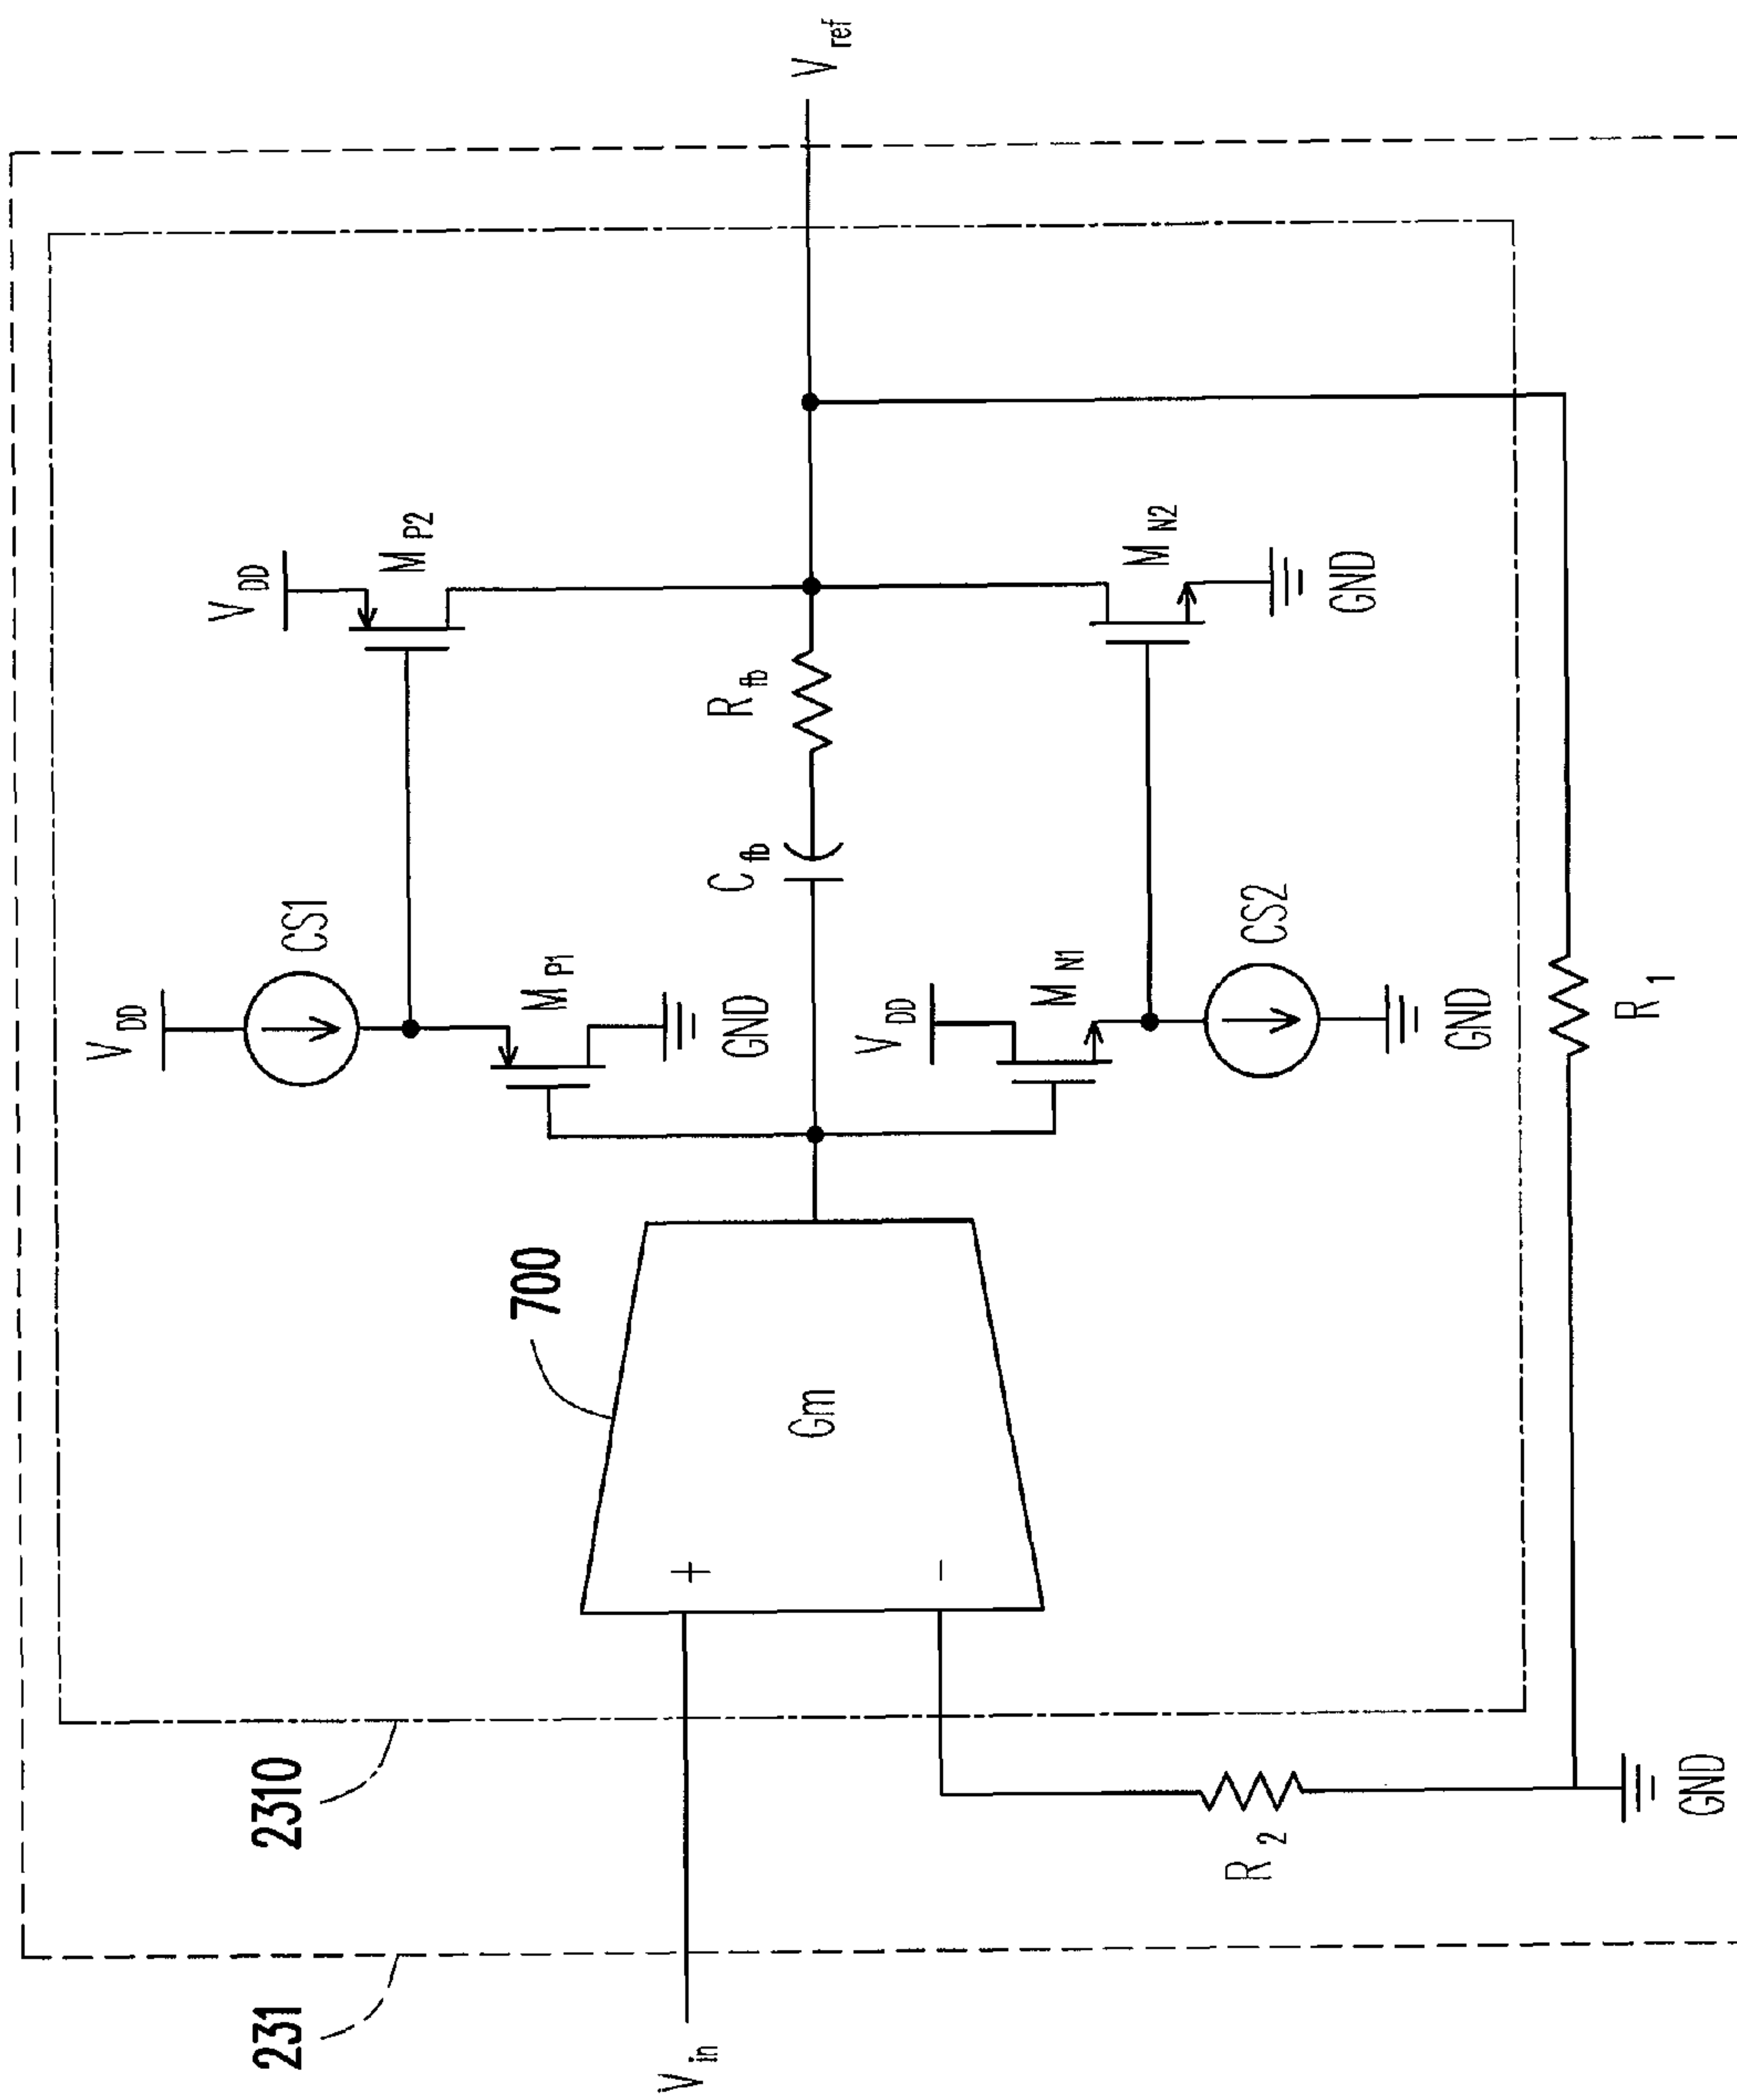 231
2310
700
V_in
V_ref
Gm
+
-
V_DD
CS1
M_P1
GND
V_DD
M_P2
C_fb
R_fb
V_DD
M_N1
CS2
GND
M_N2
GND
R_1
R_2
GND